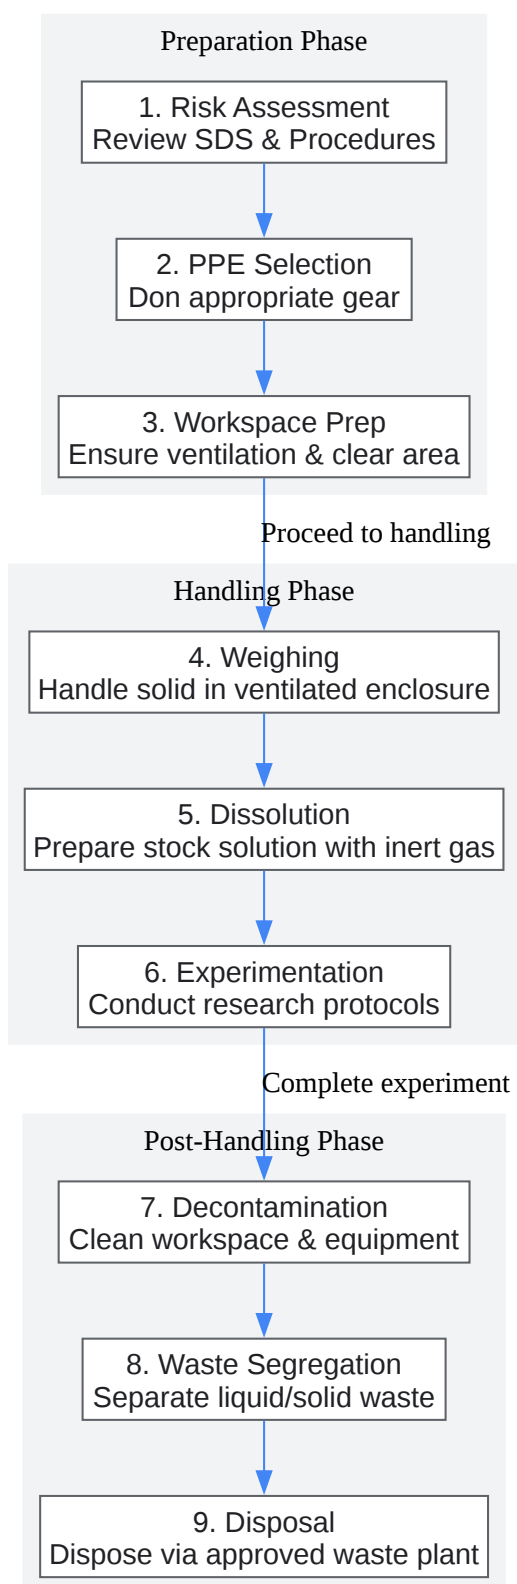 Preparation Phase
1. Risk Assessment
Review SDS & Procedures
2. PPE Selection
Don appropriate gear
3. Workspace Prep
Ensure ventilation & clear area
Proceed to handling
Handling Phase
4. Weighing
Handle solid in ventilated enclosure
5. Dissolution
Prepare stock solution with inert gas
6. Experimentation
Conduct research protocols
Complete experiment
Post-Handling Phase
7. Decontamination
Clean workspace & equipment
8. Waste Segregation
Separate liquid/solid waste
9. Disposal
Dispose via approved waste plant